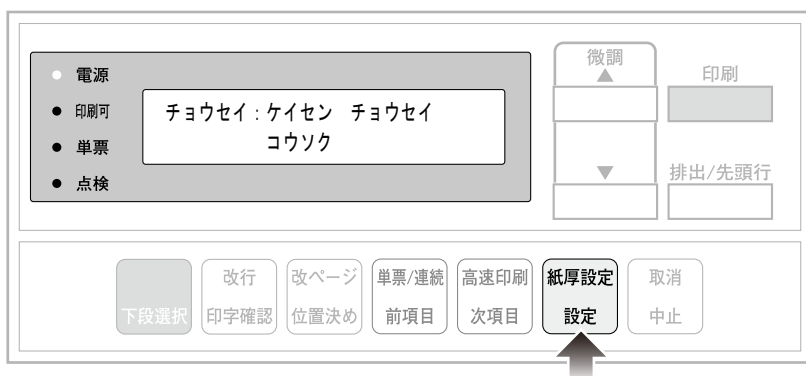 電源
印刷可
単票
点検
チョウセイ：ケイセン　チョウセイ
コウソク
微調
▲
▼
印刷
排出/先頭行
下段選択
改行
印字確認
改ページ
位置決め
単票/連続
前項目
高速印刷
次項目
紙厚設定
設定
取消
中止